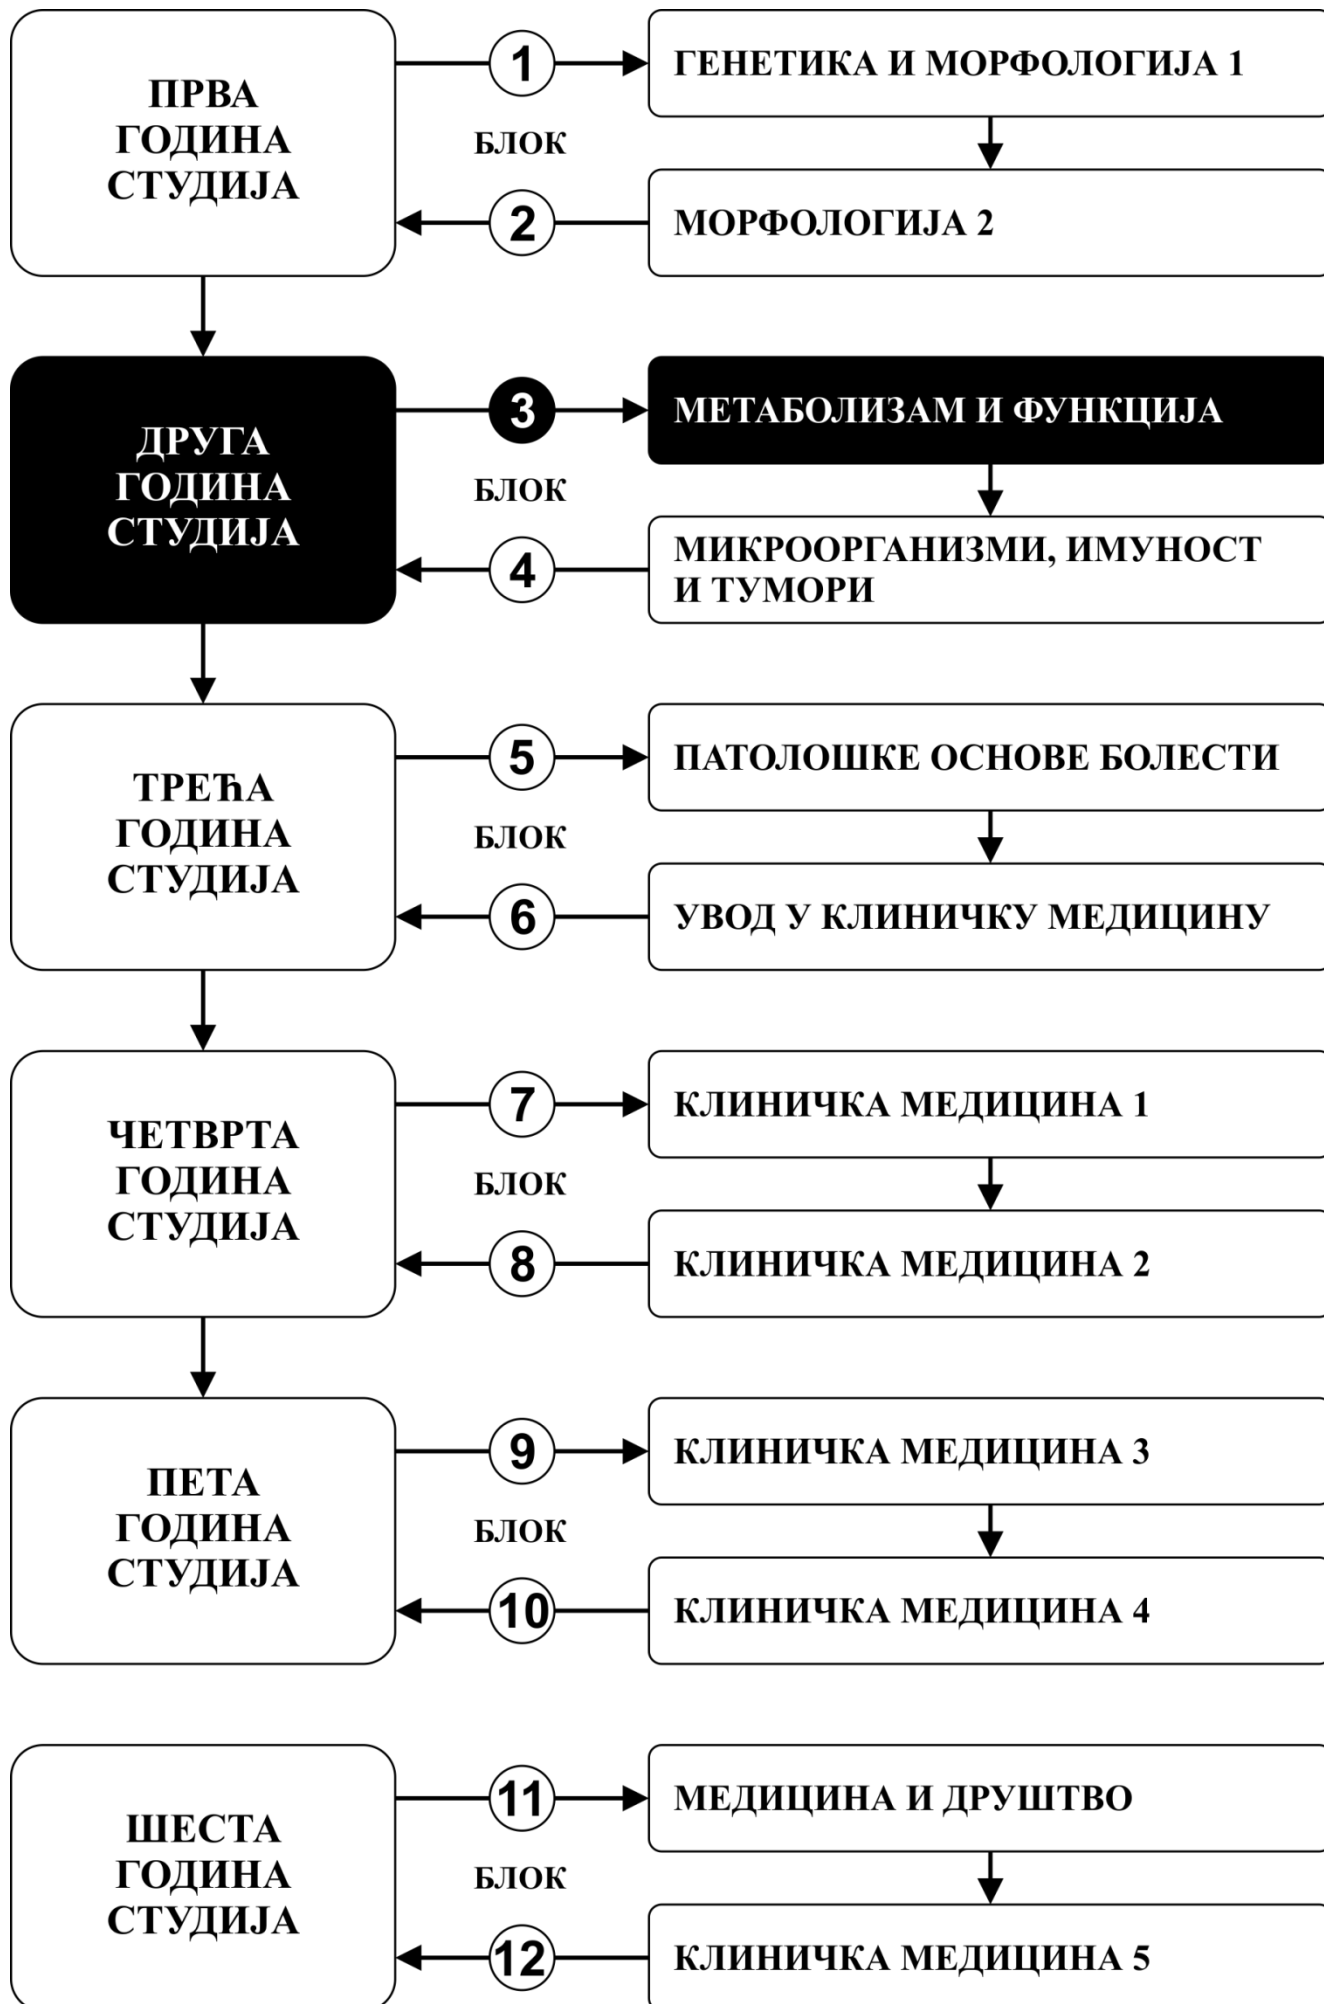 ПРВА
ГОДИНА
СТУДИЈА
1
БЛОК
2
ГЕНЕТИКА И МОРФОЛОГИЈА 1
МОРФОЛОГИЈА 2
ДРУГА
ГОДИНА
СТУДИЈА
3
БЛОК
4
МЕТАБОЛИЗАМ И ФУНКЦИЈА
МИКРООРГАНИЗМИ, ИМУНОСТ
И ТУМОРИ
ТРЕЋА
ГОДИНА
СТУДИЈА
5
БЛОК
6
ПАТОЛОШКЕ ОСНОВЕ БОЛЕСТИ
УВОД У КЛИНИЧКУ МЕДИЦИНУ
ЧЕТВРТА
ГОДИНА
СТУДИЈА
7
БЛОК
8
КЛИНИЧКА МЕДИЦИНА 1
КЛИНИЧКА МЕДИЦИНА 2
ПЕТА
ГОДИНА
СТУДИЈА
9
БЛОК
10
КЛИНИЧКА МЕДИЦИНА 3
КЛИНИЧКА МЕДИЦИНА 4
ШЕСТА
ГОДИНА
СТУДИЈА
11
БЛОК
12
МЕДИЦИНА И ДРУШТВО
КЛИНИЧКА МЕДИЦИНА 5